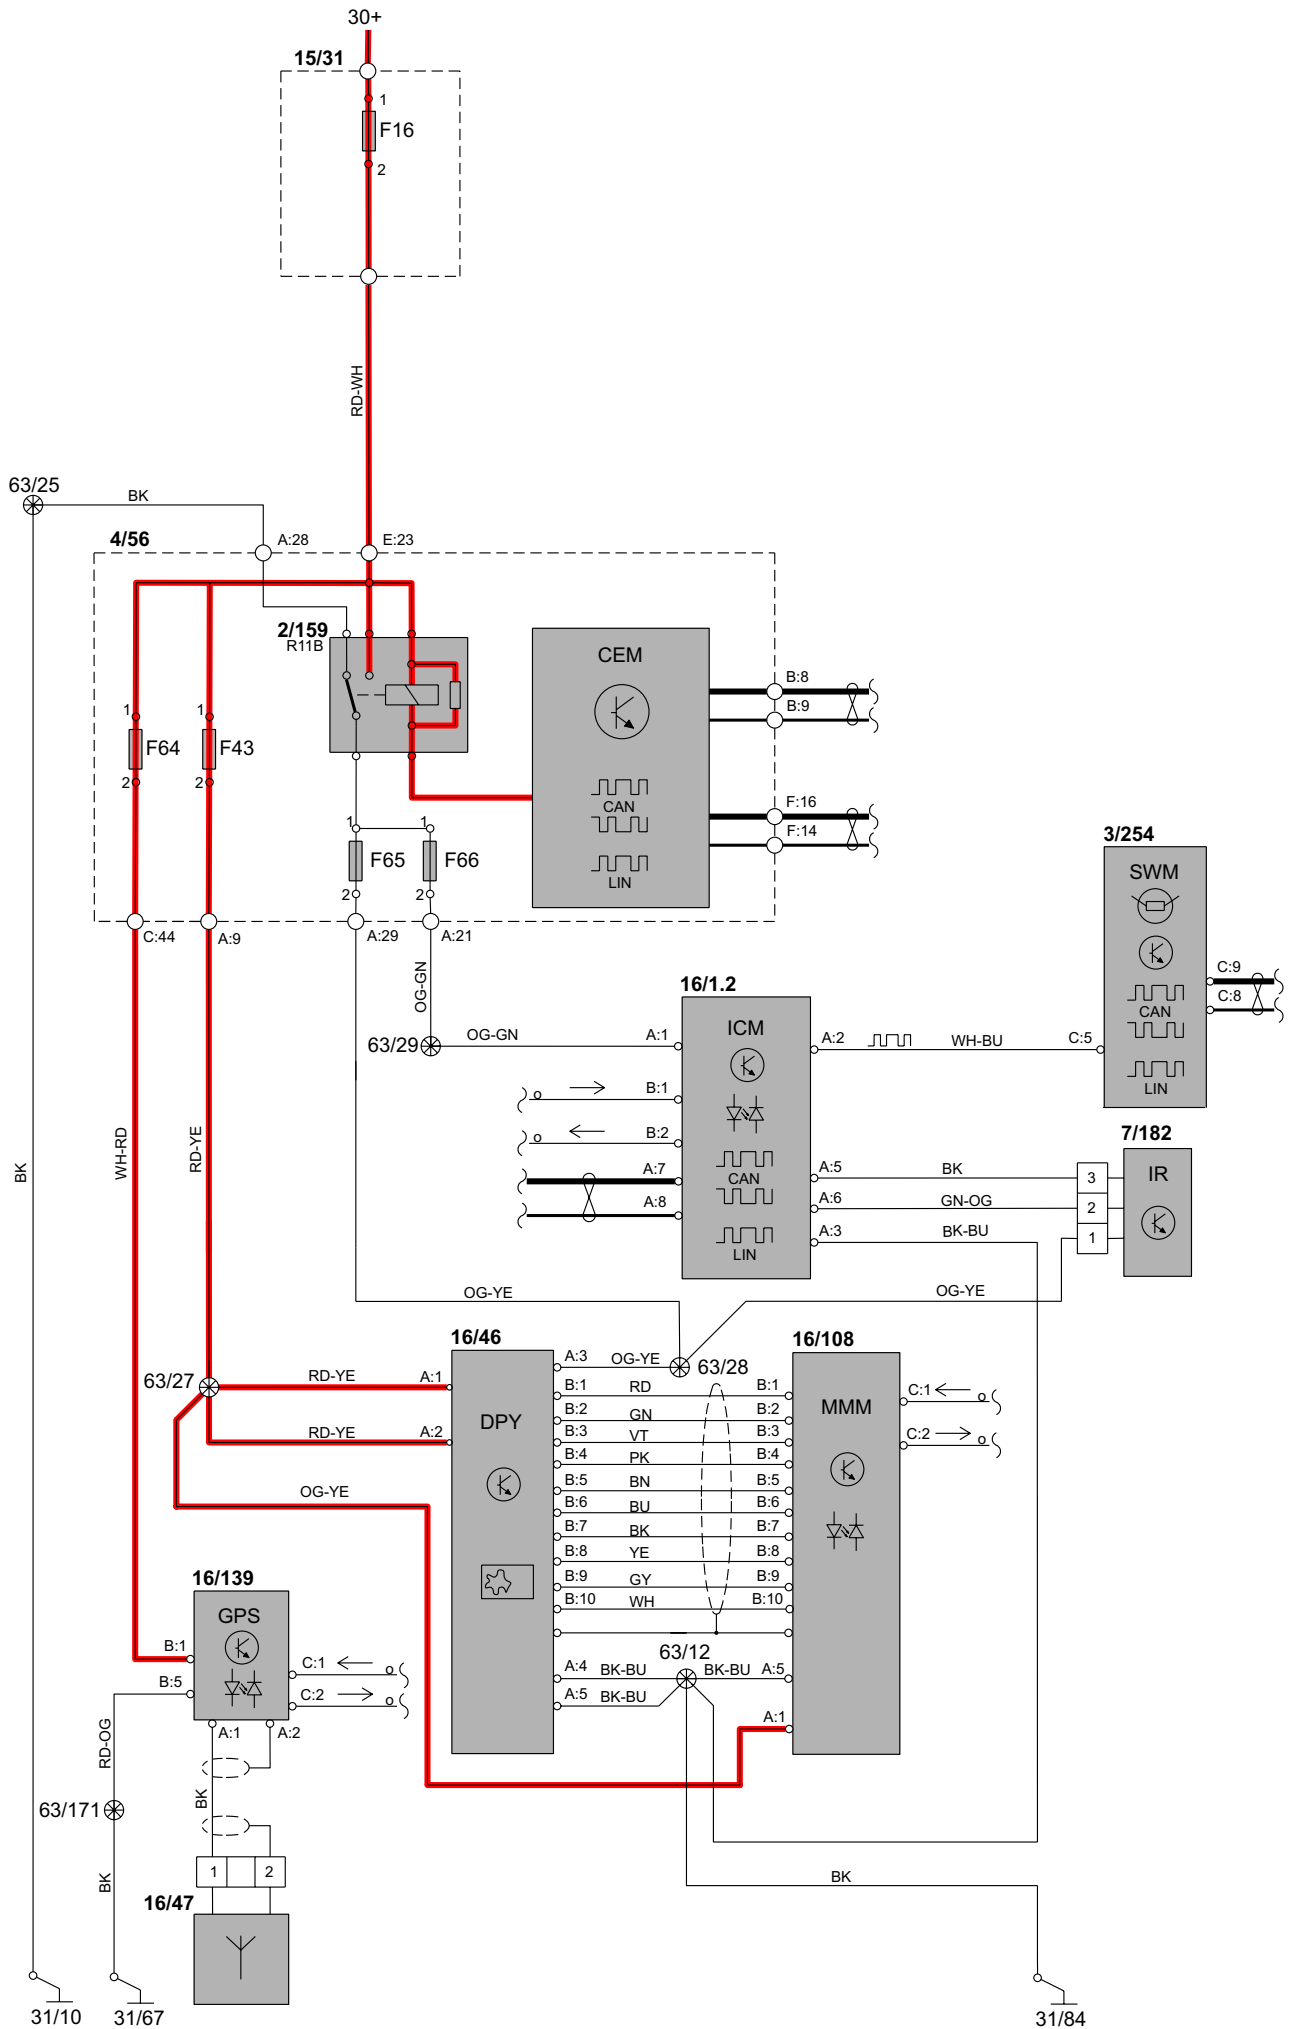 30+
15/31
1
F16
2
RD-WH
63/25
BK
4/56
A:28
E:23
2/159
R11B
CEM
B:8
B:9
1
1
F64
F43
2
2
CAN
F:16
F:14
LIN
1
1
F65
F66
2
2
C:44
A:9
A:29
A:21
3/254
SWM
C:9
C:8
CAN
LIN
OG-GN
16/1.2
ICM
63/29
OG-GN
A:1
A:2
WH-BU
C:5
o
B:1
o
B:2
A:7
A:8
CAN
LIN
7/182
IR
A:5
BK
3
A:6
GN-OG
2
A:3
BK-BU
1
BK
WH-RD
RD-YE
OG-YE
OG-YE
16/46
16/108
A:3
OG-YE
63/28
63/27
RD-YE
A:1
DPY
B:1
RD
B:1
MMM
C:1
o
B:2
GN
B:2
RD-YE
A:2
B:3
VT
B:3
C:2
o
B:4
PK
B:4
OG-YE
B:5
BN
B:5
B:6
BU
B:6
B:7
BK
B:7
B:8
YE
B:8
B:9
GY
B:9
B:10
WH
B:10
16/139
GPS
B:1
B:5
C:1
o
C:2
o
A:1
A:2
63/12
A:4
BK-BU
BK-BU
A:5
A:5
BK-BU
A:1
RD-OG
BK
63/171
BK
1
2
16/47
BK
31/10
31/67
31/84